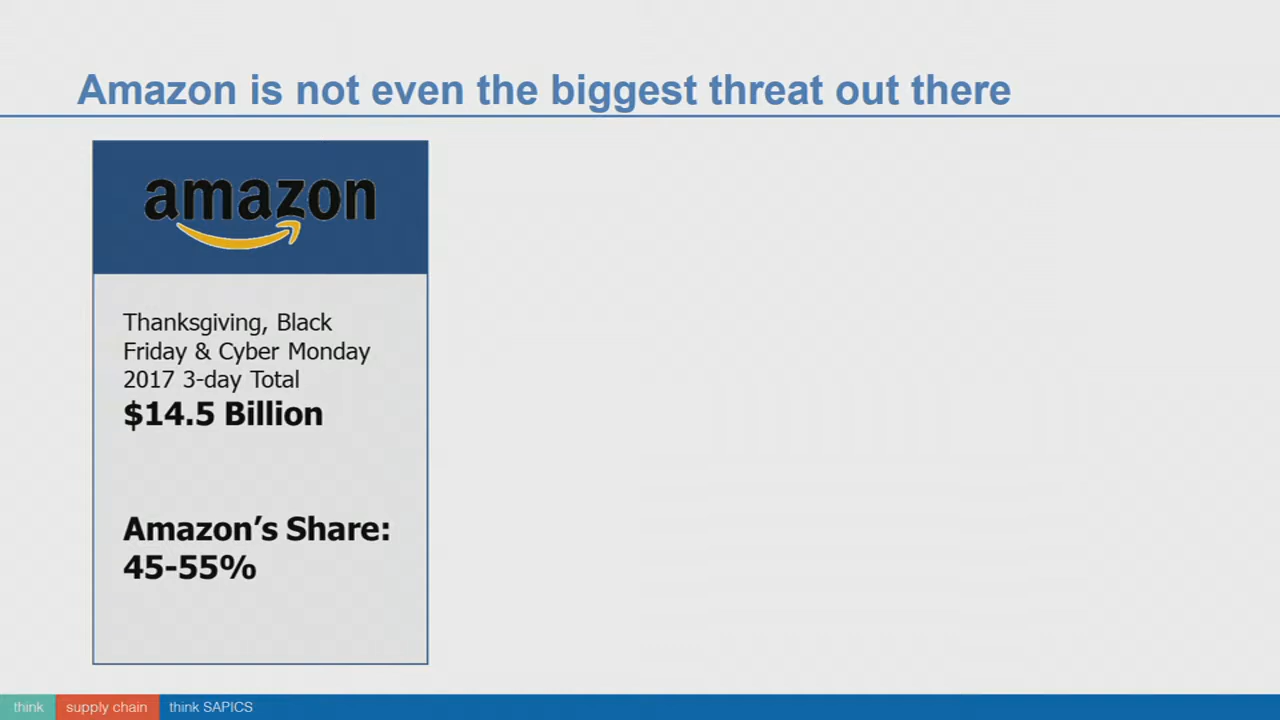 Amazon is not even the biggest threat out there
amazon
Thanksgiving, Black
Friday & Cyber Monday
2017 3-day Total
$14.5 Billion
Amazon’s Share:
45-55%
think supply chain think SAPICS